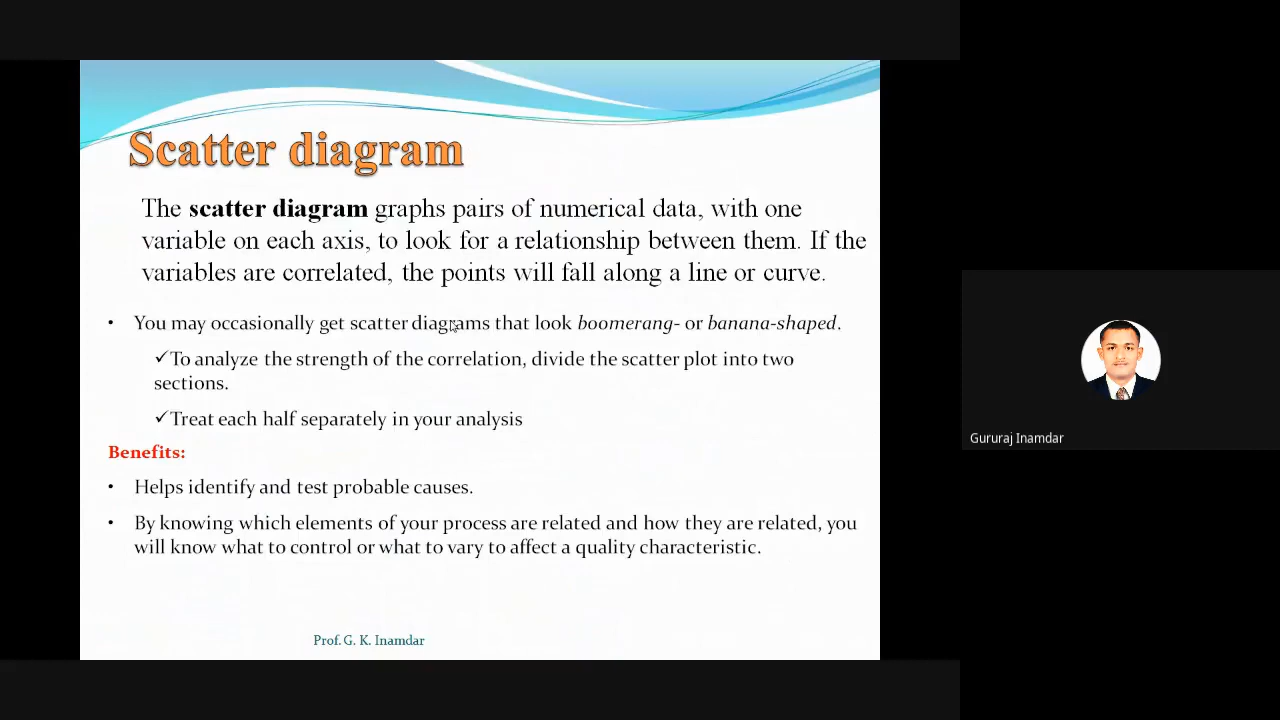 Scatter diagram
The scatter diagram graphs pairs of numerical data, with one
variable on each axis, to look for a relationship between them. If the
variables are correlated, the points will fall along a line or curve.
• You may occasionally get scatter diagrams that look boomerang- or banana-shaped.
✓To analyze the strength of the correlation, divide the scatter plot into two
sections.
✓Treat each half separately in your analysis
Benefits:
• Helps identify and test probable causes.
• By knowing which elements of your process are related and how they are related, you
will know what to control or what to vary to affect a quality characteristic.
Prof. G. K. Inamdar
Gururaj Inamdar